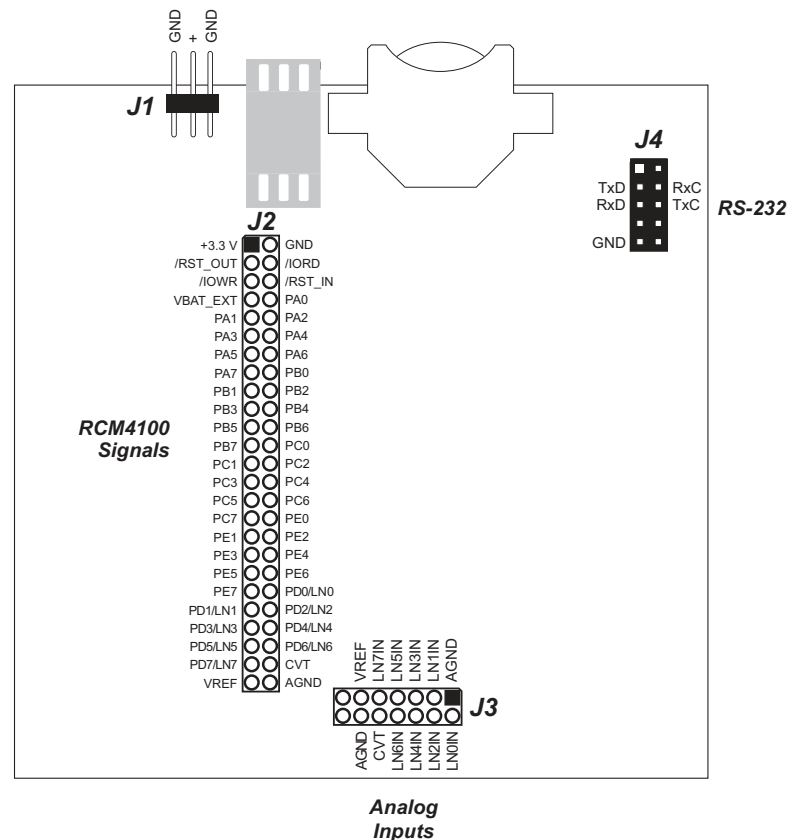 GND
+
GND
J1
J4
TxD RxC
RxD TxC
GND
RS-232
J2
+3.3 V GND
/RST_OUT /IORD
/IOWR /RST_IN
VBAT_EXT PA0
PA1 PA2
PA3 PA4
PA5 PA6
PA7 PB0
PB1 PB2
PB3 PB4
PB5 PB6
PB7 PC0
PC1 PC2
PC3 PC4
PC5 PC6
PC7 PE0
PE1 PE2
PE3 PE4
PE5 PE6
PE7 PD0/LN0
PD1/LN1 PD2/LN2
PD3/LN3 PD4/LN4
PD5/LN5 PD6/LN6
PD7/LN7 CVT
VREF AGND
RCM4100
Signals
VREF
LN7IN
LN5IN
LN3IN
LN1IN
AGND
J3
AGND
CVT
LN6IN
LN4IN
LN2IN
LN0IN
Analog
Inputs